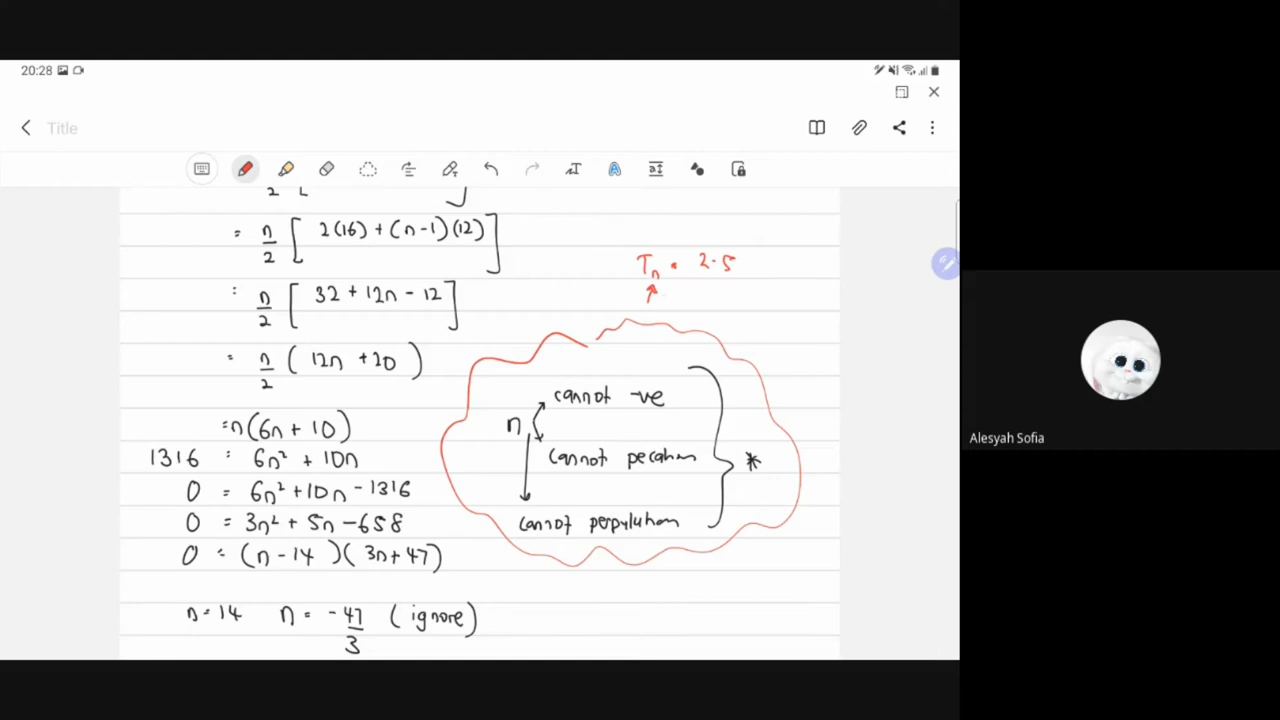 20:28
Title
2
= n/2 [ 2(16) + (n-1)(12) ]
Tn = 2.5
: n/2 [ 32 + 12n - 12 ]
= n/2 ( 12n + 20 )
cannot -ve
n
=n(6n + 10)
cannot pecahan
*
1316 = 6n² + 10n
0 = 6n² + 10n - 1316
cannot perpuluhan
0 = 3n² + 5n - 658
0 = (n - 14 )( 3n + 47)
n = 14 n = -47/3 ( ignore)
Alesyah Sofia